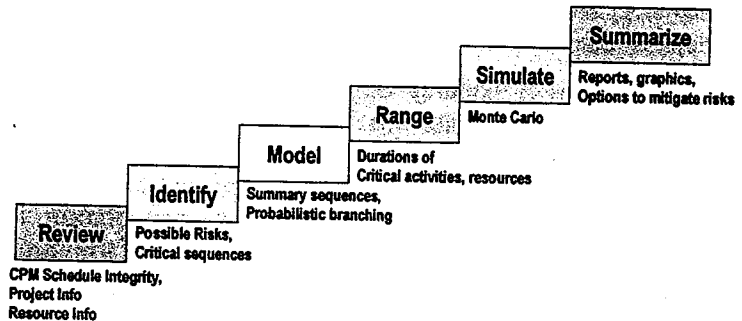 Summarize
Reports, graphics,
Options to mitigate risks
Simulate
Monte Carlo
Range
Durations of
Critical activities, resources
Model
Summary sequences,
Probabilistic branching
Identify
Possible Risks,
Critical sequences
Review
CPM Schedule Integrity,
Project Info
Resource Info